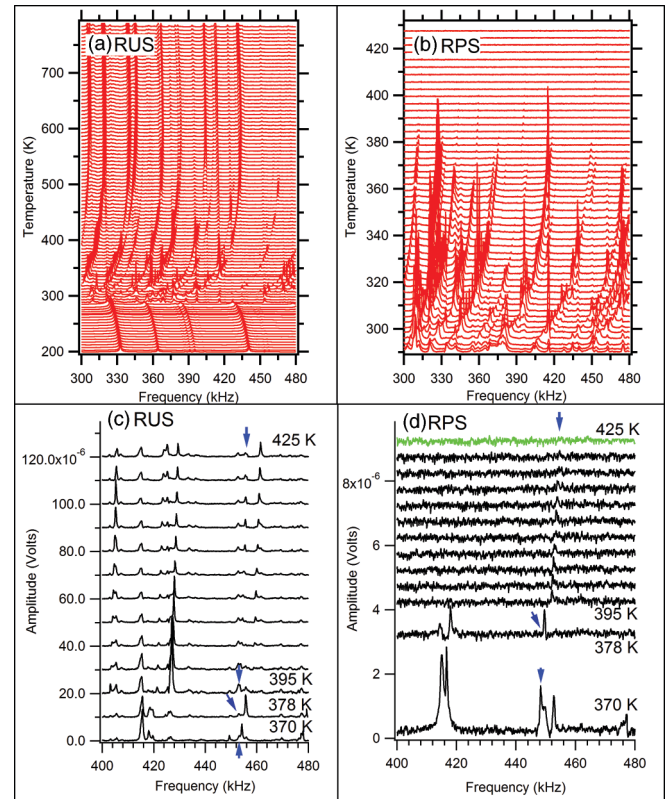 (a) RUS
Temperature (K)
700
600
500
400
300
200
300 330 360 390 420 450 480
Frequency (kHz)
(b) RPS
Temperature (K)
420
400
380
360
340
320
300
300 330 360 390 420 450 480
Frequency (kHz)
(c) RUS
Amplitude (Volts)
120.0x10⁻⁶
100.0
80.0
60.0
40.0
20.0
0.0
425 K
395 K
378 K
370 K
400 420 440 460 480
Frequency (kHz)
(d)RPS
Amplitude (Volts)
8x10⁻⁶
6
4
2
0
425 K
395 K
378 K
370 K
400 420 440 460 480
Frequency (kHz)